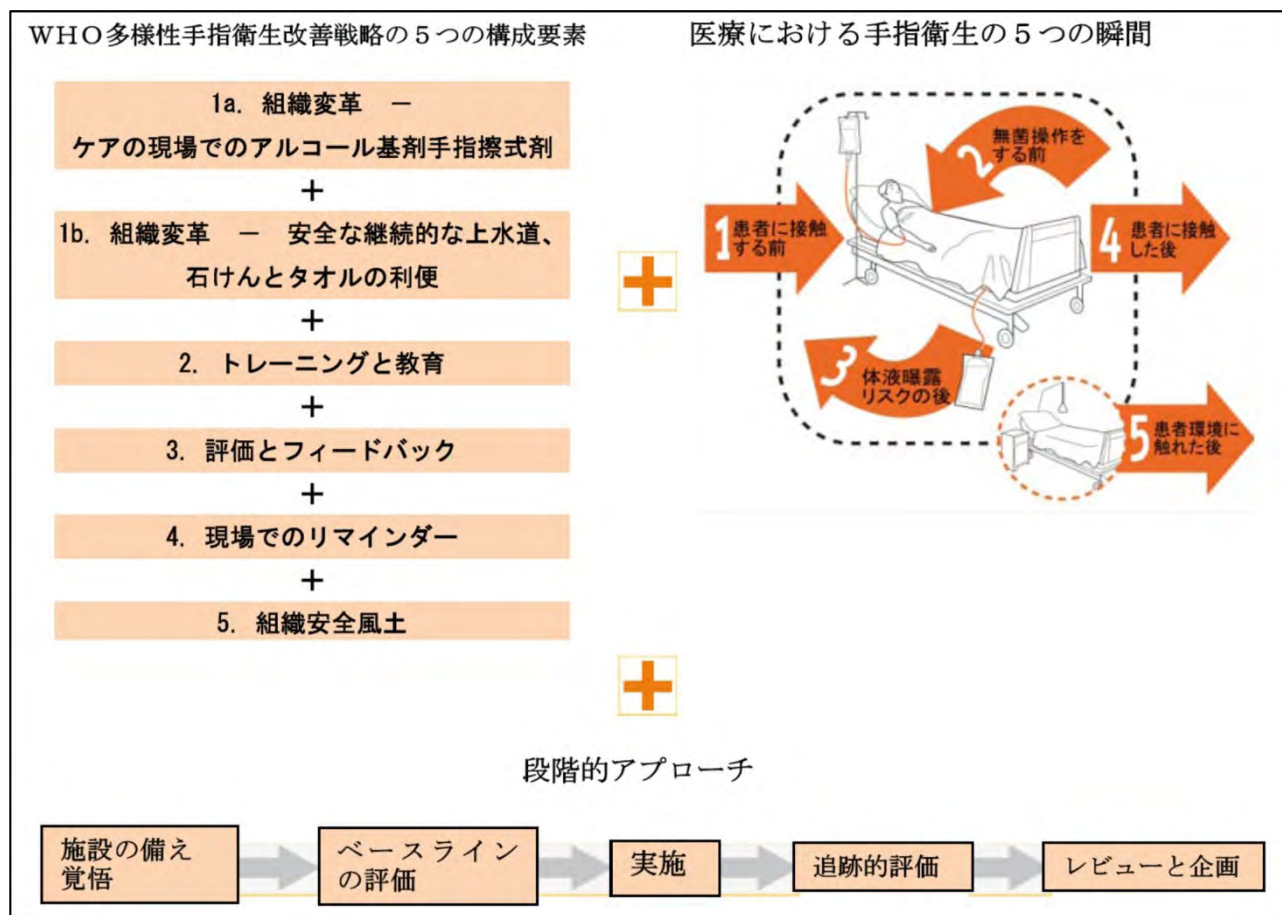 WHO多様性手指衛生改善戦略の5つの構成要素
1a. 組織変革 －
ケアの現場でのアルコール基剤手指擦式剤
+
1b. 組織変革 － 安全な継続的な上水道、
石けんとタオルの利便
+
2. トレーニングと教育
+
3. 評価とフィードバック
+
4. 現場でのリマインダー
+
5. 組織安全風土
+
医療における手指衛生の5つの瞬間
1 患者に接触
する前
2 無菌操作を
する前
3 体液曝露
リスクの後
4 患者に接触
した後
5 患者環境に
触れた後
+
段階的アプローチ
施設の備え
覚悟
ベースライン
の評価
実施
追跡的評価
レビューと企画